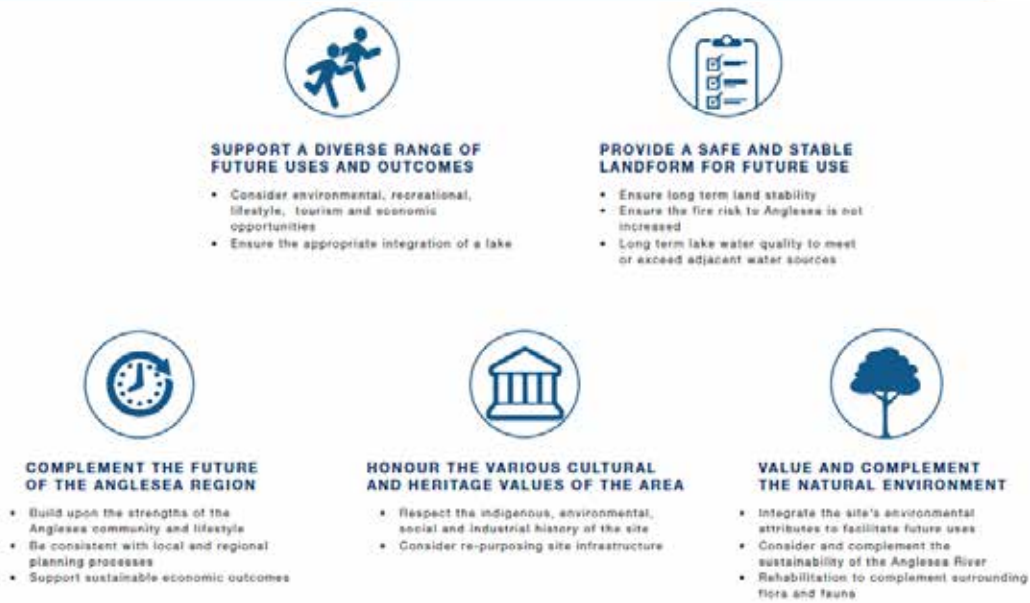 SUPPORT A DIVERSE RANGE OF
FUTURE USES AND OUTCOMES
• Consider environmental, recreational,
lifestyle, tourism and economic
opportunities
• Ensure the appropriate integration of a lake
PROVIDE A SAFE AND STABLE
LANDFORM FOR FUTURE USE
• Ensure long term land stability
• Ensure the fire risk to Anglesea is not
increased
• Long term lake water quality to meet
or exceed adjacent water sources
COMPLEMENT THE FUTURE
OF THE ANGLESEA REGION
• Build upon the strengths of the
Anglesea community and lifestyle
• Be consistent with local and regional
planning processes
• Support sustainable economic outcomes
HONOUR THE VARIOUS CULTURAL
AND HERITAGE VALUES OF THE AREA
• Respect the indigenous, environmental,
social and industrial history of the site
• Consider re-purposing site infrastructure
VALUE AND COMPLEMENT
THE NATURAL ENVIRONMENT
• Integrate the site's environmental
attributes to facilitate future uses
• Consider and complement the
sustainability of the Anglesea River
• Rehabilitation to complement surrounding
flora and fauna